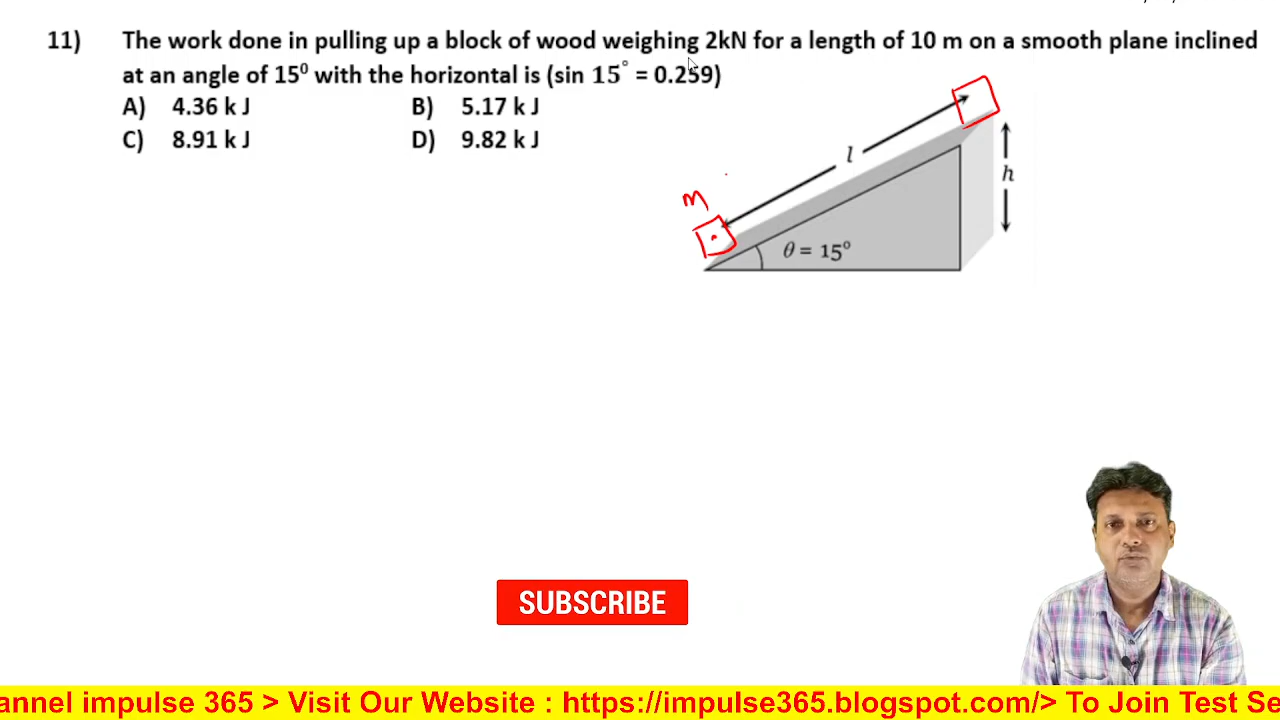 11) The work done in pulling up a block of wood weighing 2kN for a length of 10 m on a smooth plane inclined
at an angle of 15⁰ with the horizontal is (sin 15° = 0.259)
A) 4.36 k J B) 5.17 k J
C) 8.91 k J D) 9.82 k J
l
h
m
θ = 15⁰
SUBSCRIBE
annel impulse 365 > Visit Our Website : https://impulse365.blogspot.com/> To Join Test Se